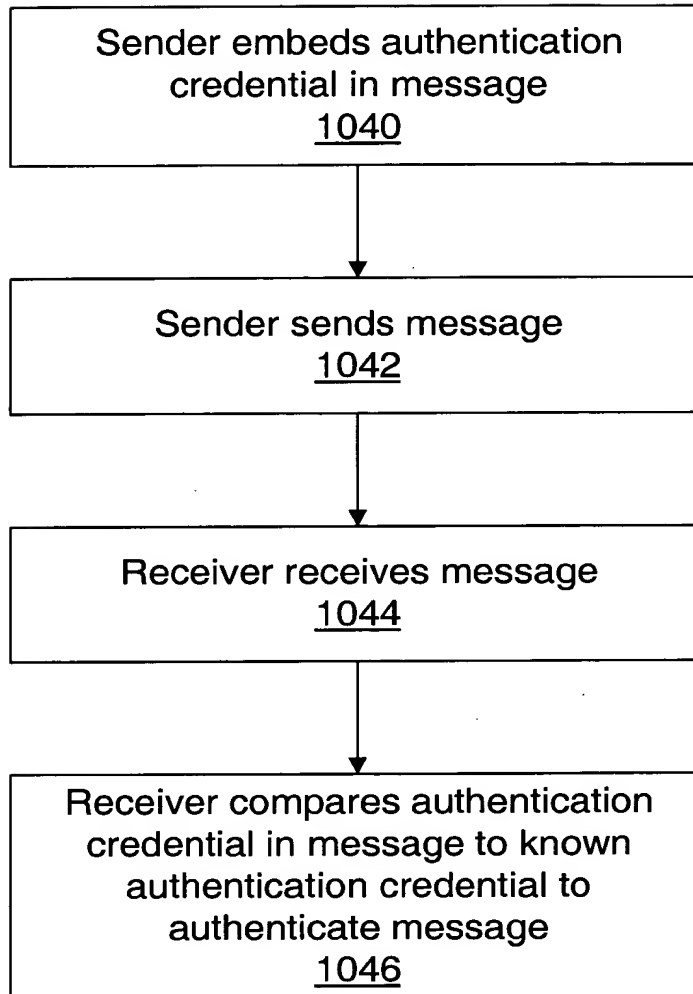 Sender embeds authentication
credential in message
1040
Sender sends message
1042
Receiver receives message
1044
Receiver compares authentication
credential in message to known
authentication credential to
authenticate message
1046